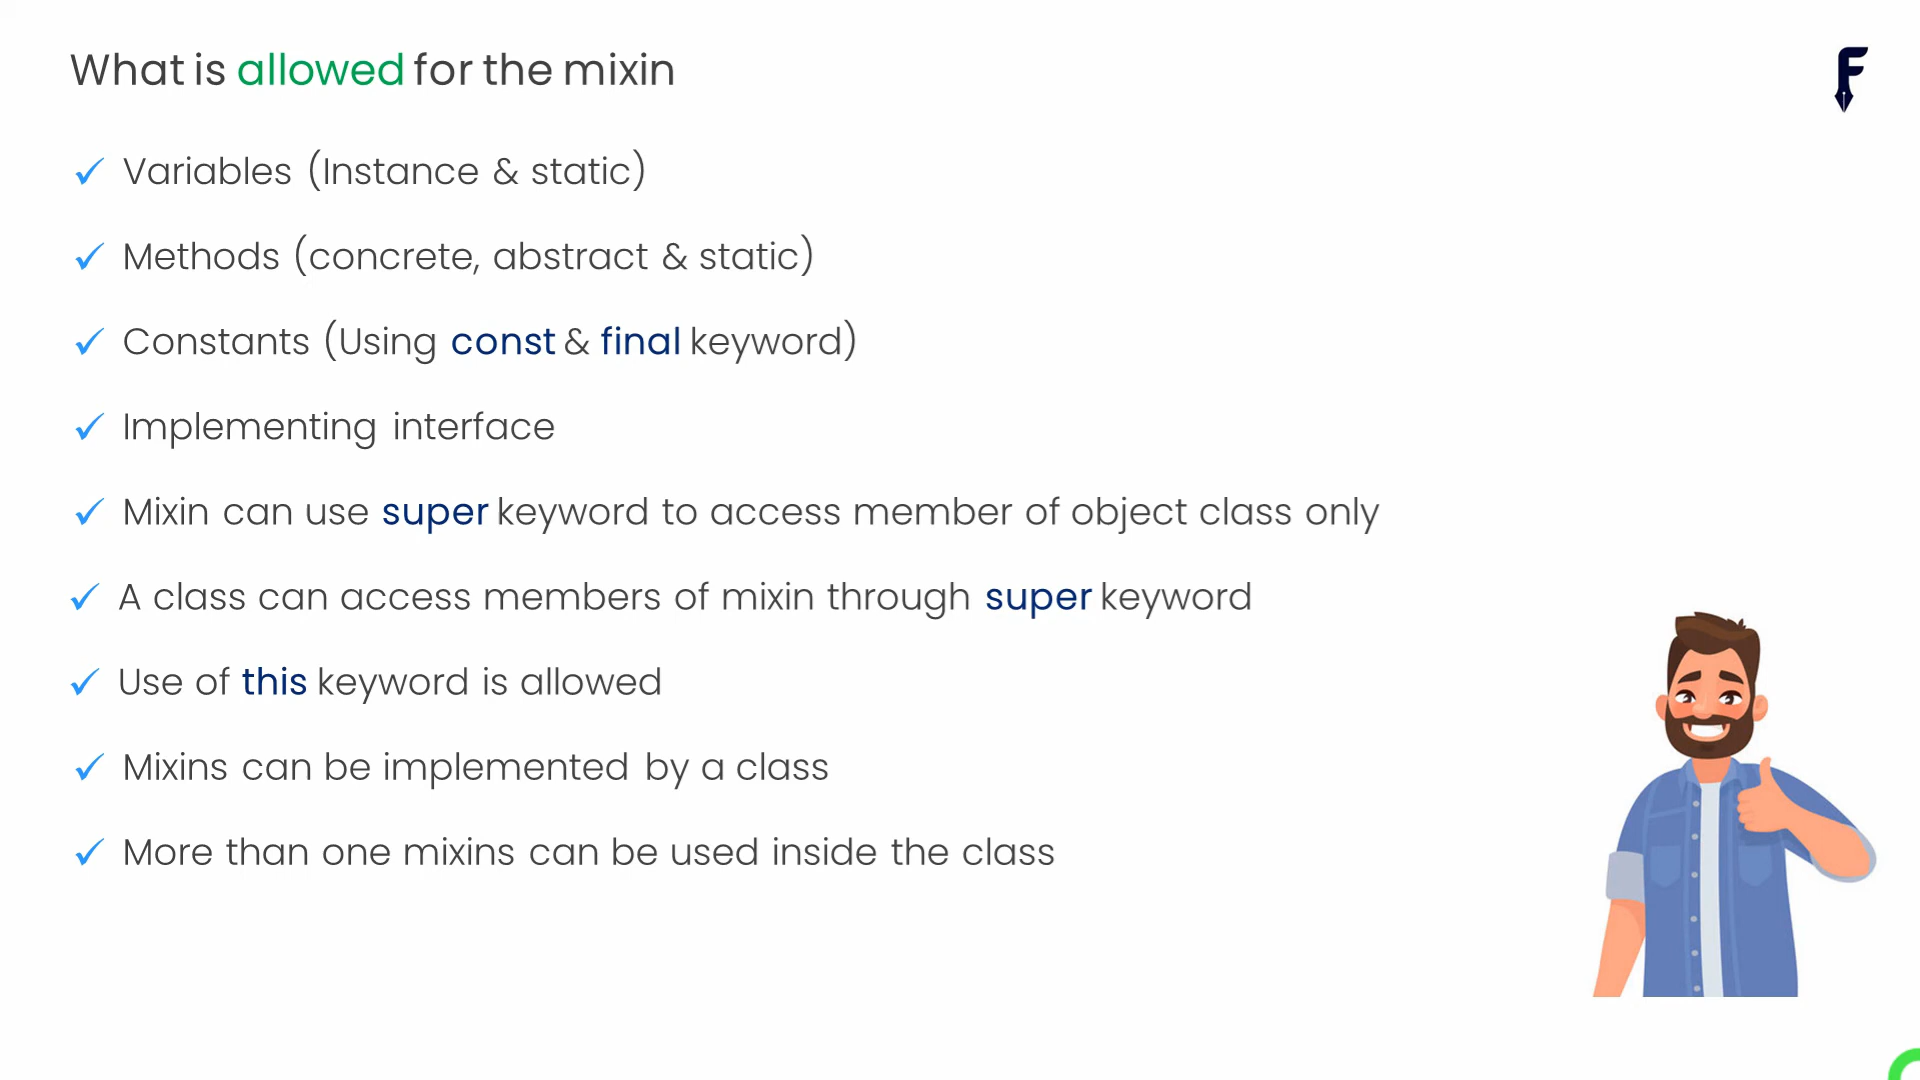 What is allowed for the mixin
Variables (Instance & static)
Methods (concrete, abstract & static)
Constants (Using const & final keyword)
Implementing interface
Mixin can use super keyword to access member of object class only
A class can access members of mixin through super keyword
Use of this keyword is allowed
Mixins can be implemented by a class
More than one mixins can be used inside the class